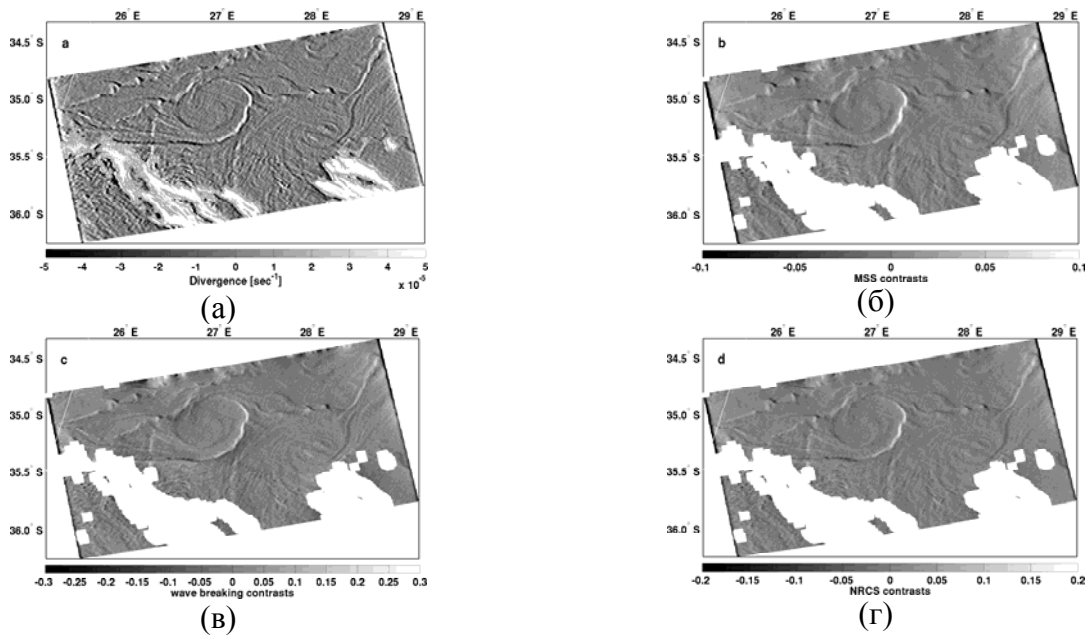 26° E 27° E 28° E 29° E
a
34.5° S
35.0° S
35.5° S
36.0° S
-5 -4 -3 -2 -1 0 1 2 3 4 5
Divergence [sec⁻¹]
x 10⁻⁵
(а)
26° E 27° E 28° E 29° E
b
34.5° S
35.0° S
35.5° S
36.0° S
-0.1 -0.05 0 0.05 0.1
MSS contrasts
(б)
26° E 27° E 28° E 29° E
c
34.5° S
35.0° S
35.5° S
36.0° S
-0.3 -0.25 -0.2 -0.15 -0.1 -0.05 0 0.05 0.1 0.15 0.2 0.25 0.3
wave breaking contrasts
(в)
26° E 27° E 28° E 29° E
d
34.5° S
35.0° S
35.5° S
36.0° S
-0.2 -0.15 -0.1 -0.05 0 0.05 0.1 0.15 0.2
NRCS contrasts
(г)